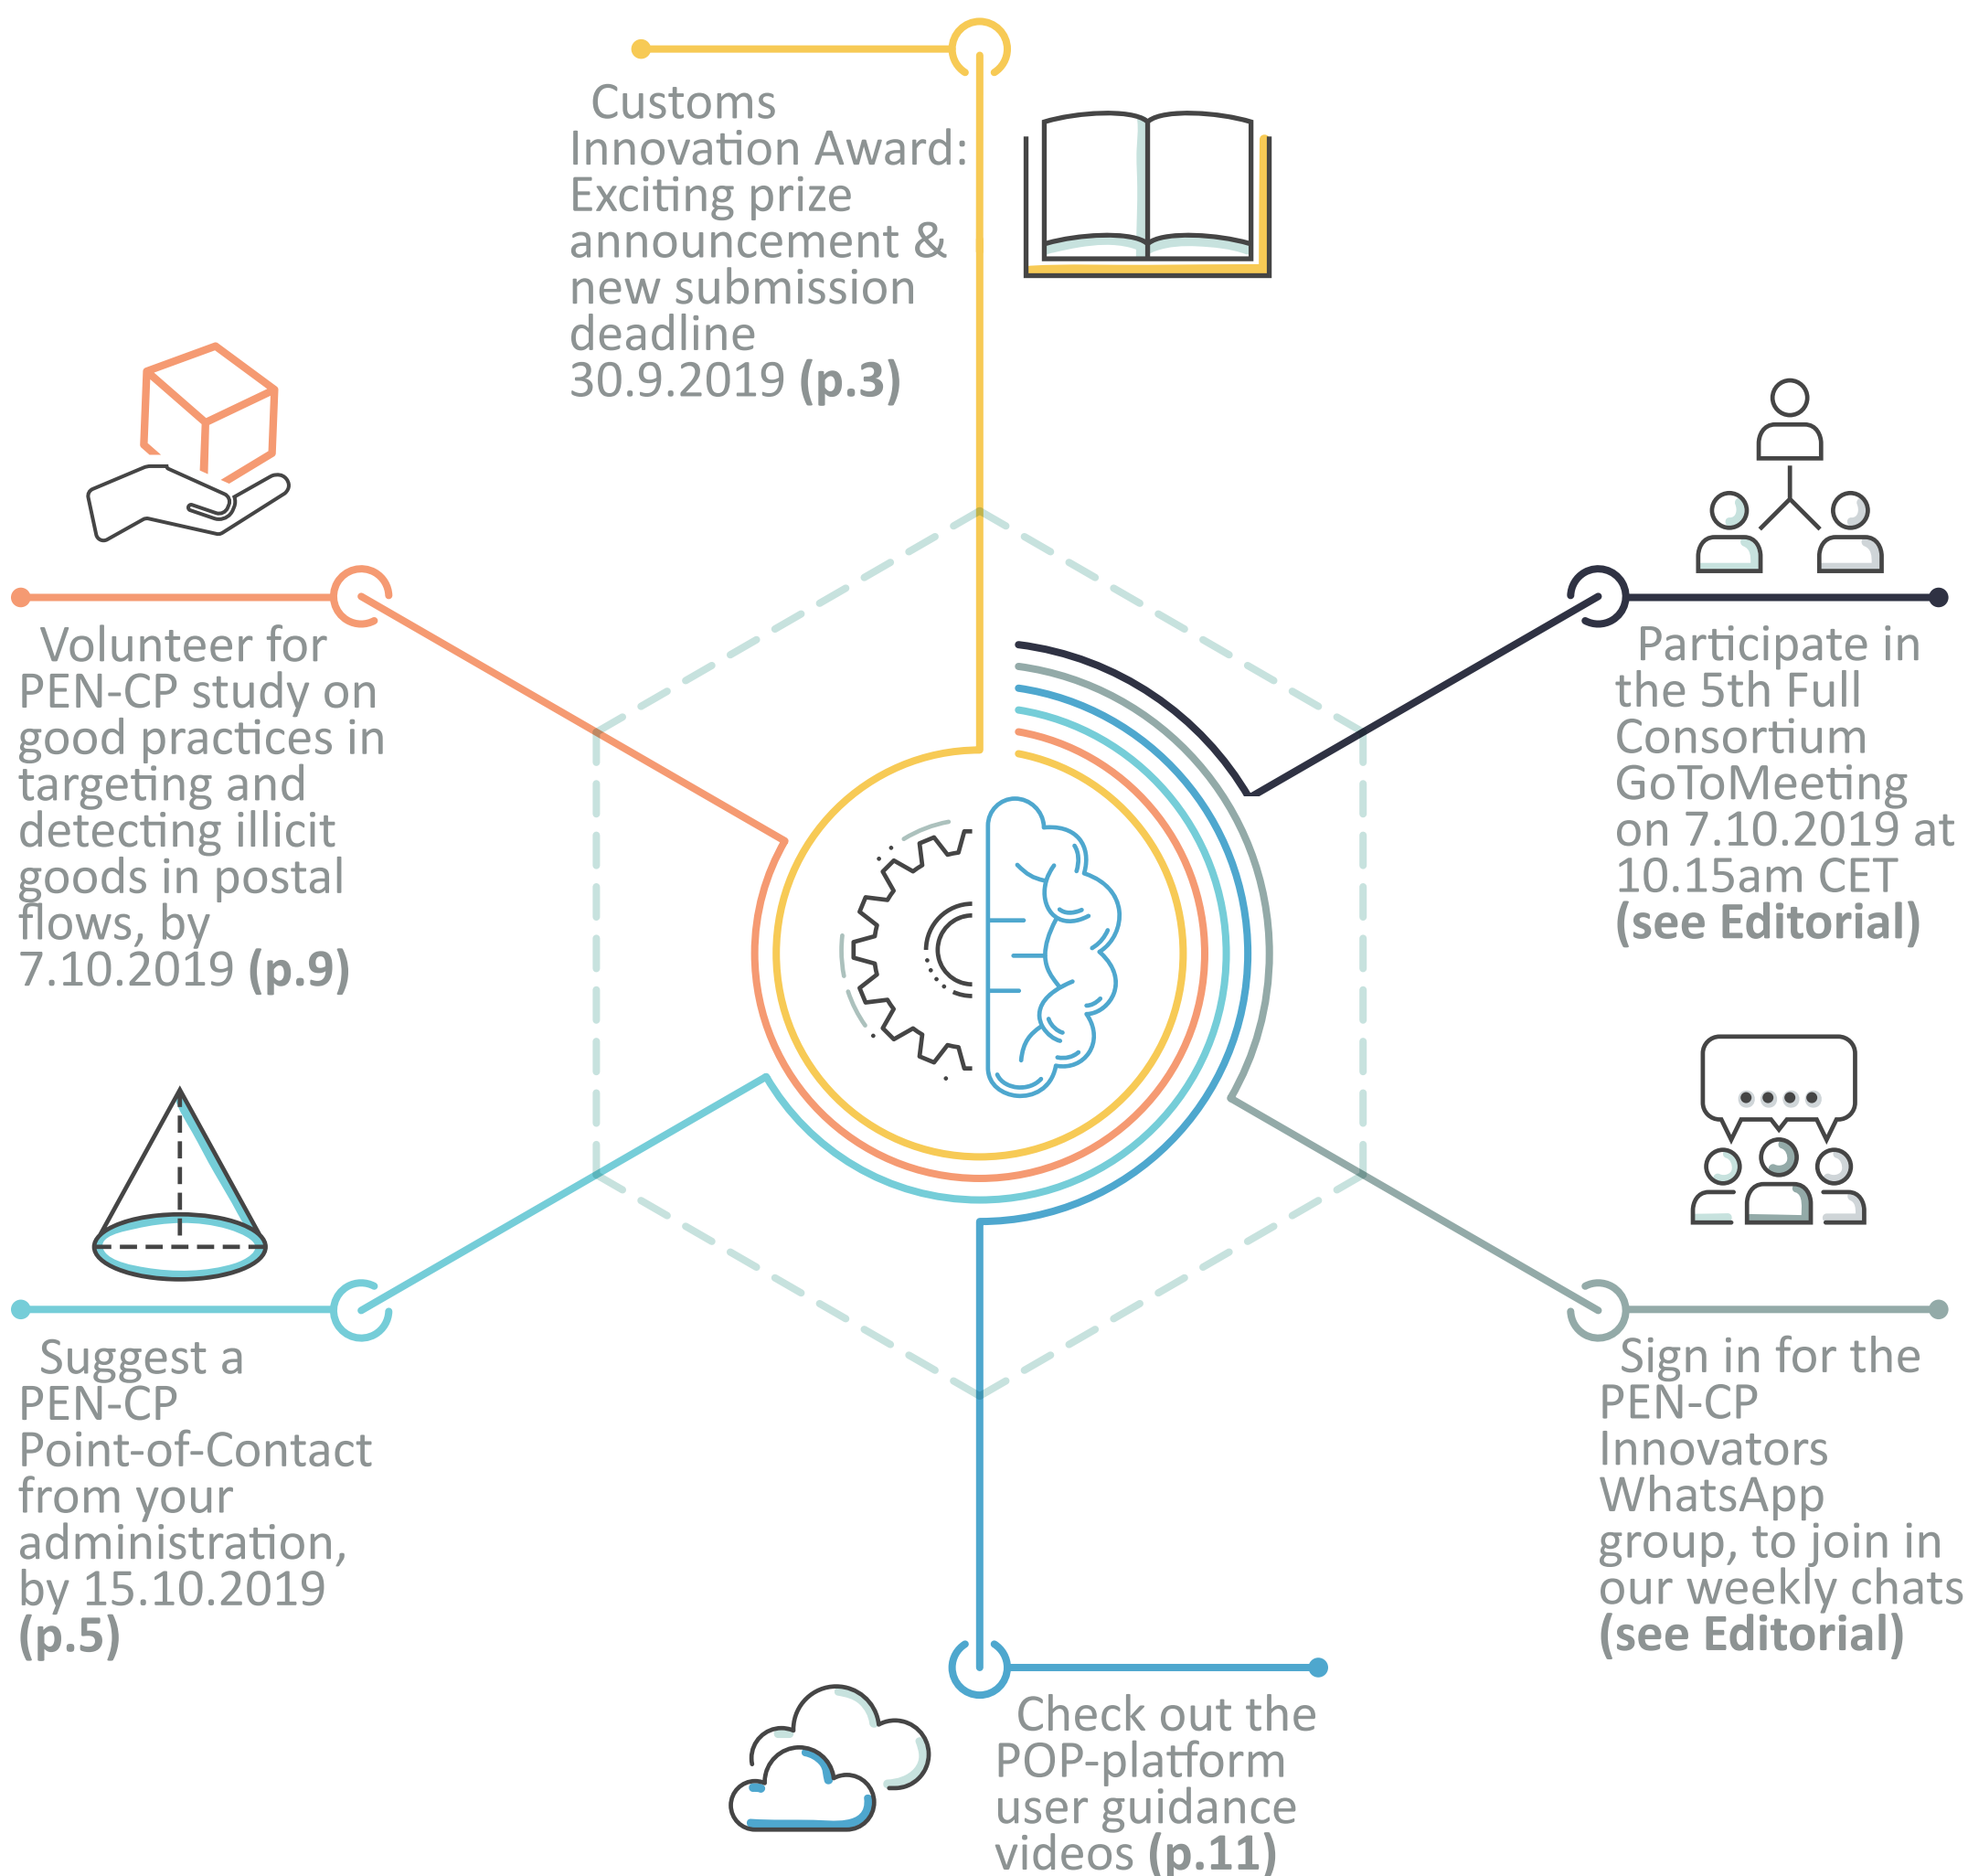 Customs
Innovation Award:
Exciting prize
announcement &
new submission
deadline
30.9.2019 (p.3)
Volunteer for
PEN-CP study on
good practices in
targeting and
detecting illicit
goods in postal
flows, by
7.10.2019 (p.9)
Participate in
the 5th Full
Consortium
GoToMeeting
on 7.10.2019 at
10.15am CET
(see Editorial)
Suggest a
PEN-CP
Point-of-Contact
from your
administration,
by 15.10.2019
(p.5)
Sign in for the
PEN-CP
Innovators
WhatsApp
group, to join in
our weekly chats
(see Editorial)
Check out the
POP-platform
user guidance
videos (p.11)